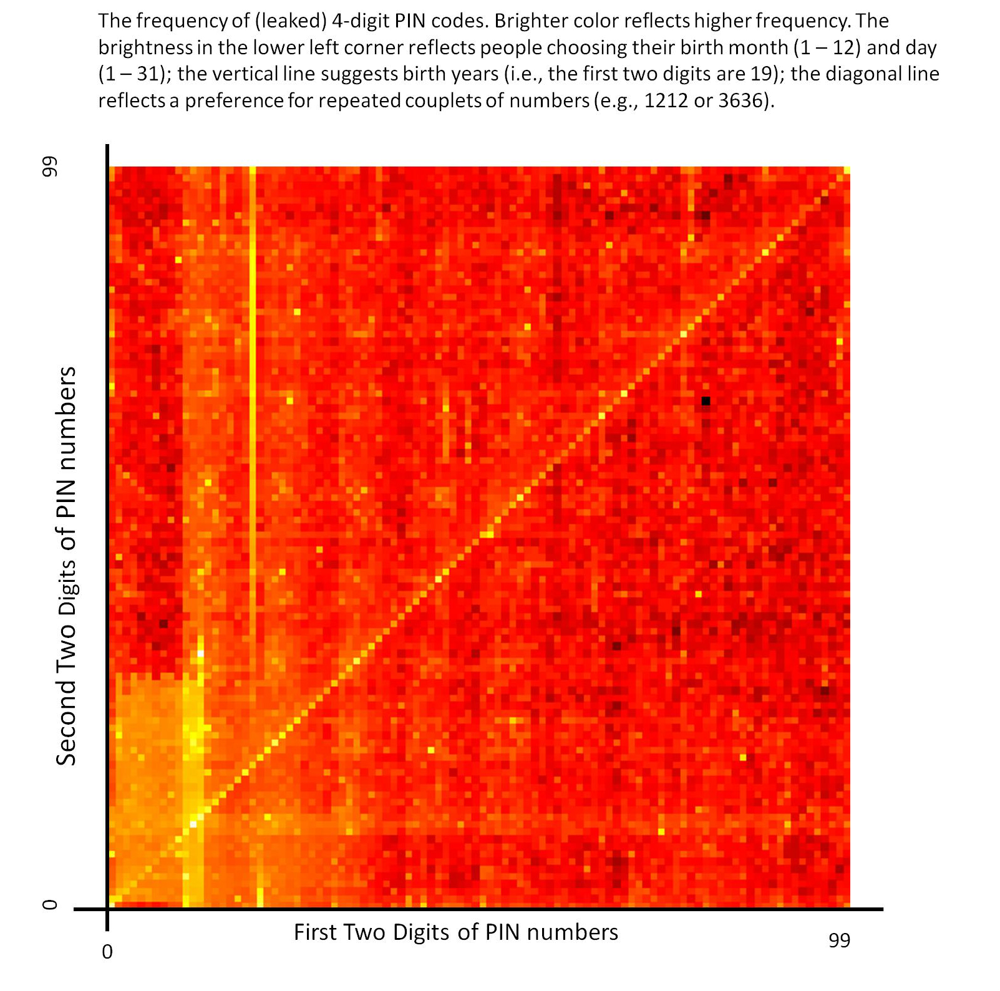 The frequency of (leaked) 4-digit PIN codes. Brighter color reflects higher frequency. The
brightness in the lower left corner reflects people choosing their birth month (1 – 12) and day
(1 – 31); the vertical line suggests birth years (i.e., the first two digits are 19); the diagonal line
reflects a preference for repeated couplets of numbers (e.g., 1212 or 3636).
99
Second Two Digits of PIN numbers
0
First Two Digits of PIN numbers
0
99